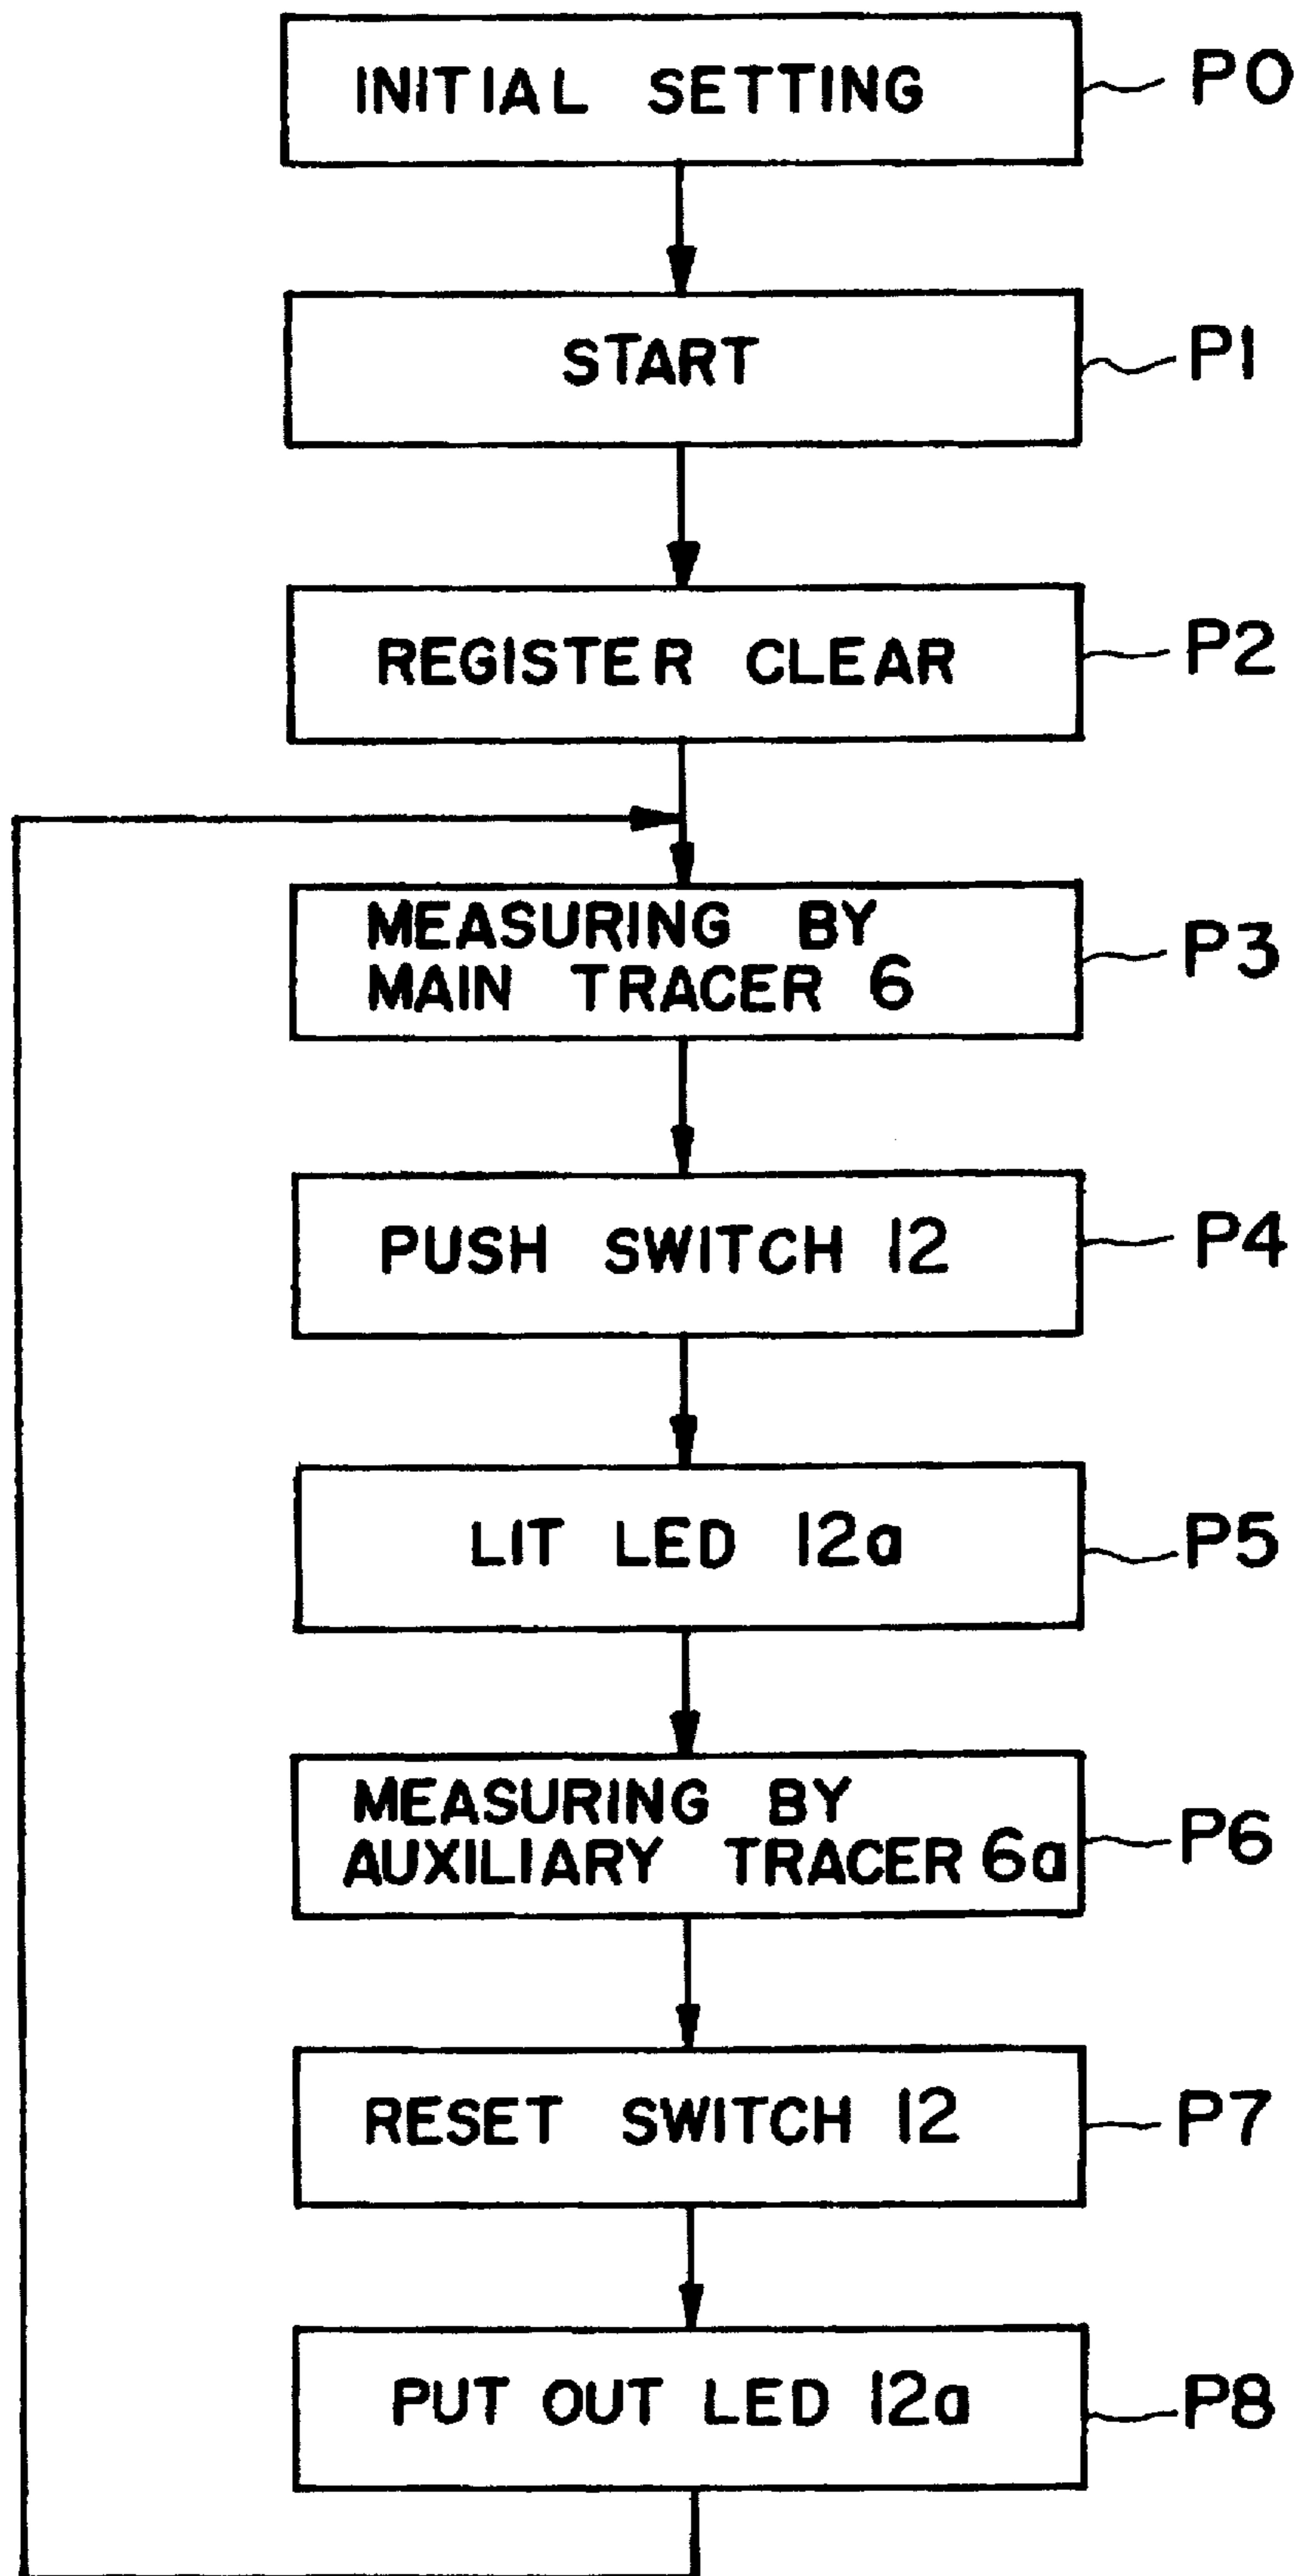 INITIAL SETTING
P0
START
P1
REGISTER CLEAR
P2
MEASURING BY
MAIN TRACER 6
P3
PUSH SWITCH 12
P4
LIT LED 12a
P5
MEASURING BY
AUXILIARY TRACER 6a
P6
RESET SWITCH 12
P7
PUT OUT LED 12a
P8